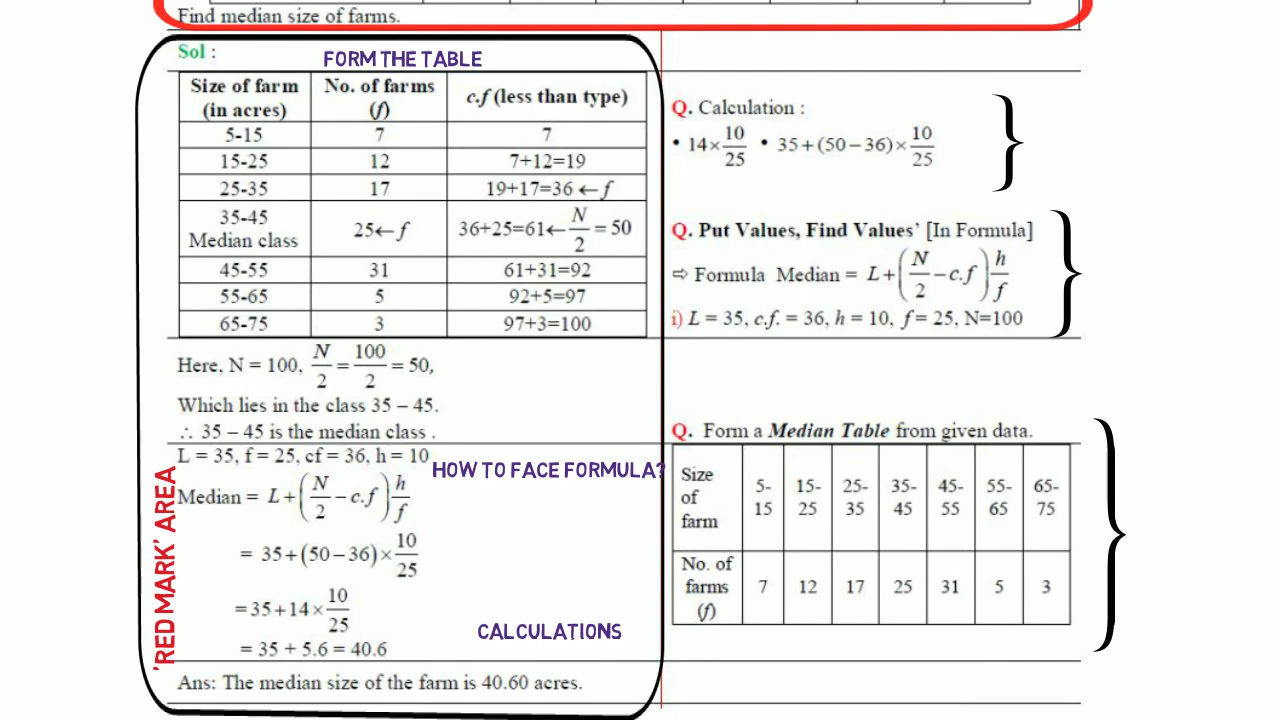 Find median size of farms.
Sol :
FORM THE TABLE
Size of farm (in acres) No. of farms (f) c.f (less than type)
5-15 7 7
15-25 12 7+12=19
25-35 17 19+17=36 ← f
35-45 Median class 25←f 36+25=61← N/2 = 50
45-55 31 61+31=92
55-65 5 92+5=97
65-75 3 97+3=100
Here, N = 100, N/2 = 100/2 = 50,
Which lies in the class 35 – 45.
∴ 35 – 45 is the median class .
L = 35, f = 25, cf = 36, h = 10
HOW TO FACE FORMULA?
Median = L+(N/2 – c.f) h/f
= 35+(50–36)× 10/25
=35+14× 10/25
= 35 + 5.6 = 40.6
CALCULATIONS
Ans: The median size of the farm is 40.60 acres.
'RED MARK' AREA
Q. Calculation :
• 14× 10/25 • 35+(50–36)× 10/25
Q. Put Values, Find Values' [In Formula]
⇨ Formula Median = L+(N/2 – c.f) h/f
i) L = 35, c.f. = 36, h = 10, f = 25, N=100
Q. Form a Median Table from given data.
Size of farm 5-15 15-25 25-35 35-45 45-55 55-65 65-75
No. of farms (f) 7 12 17 25 31 5 3